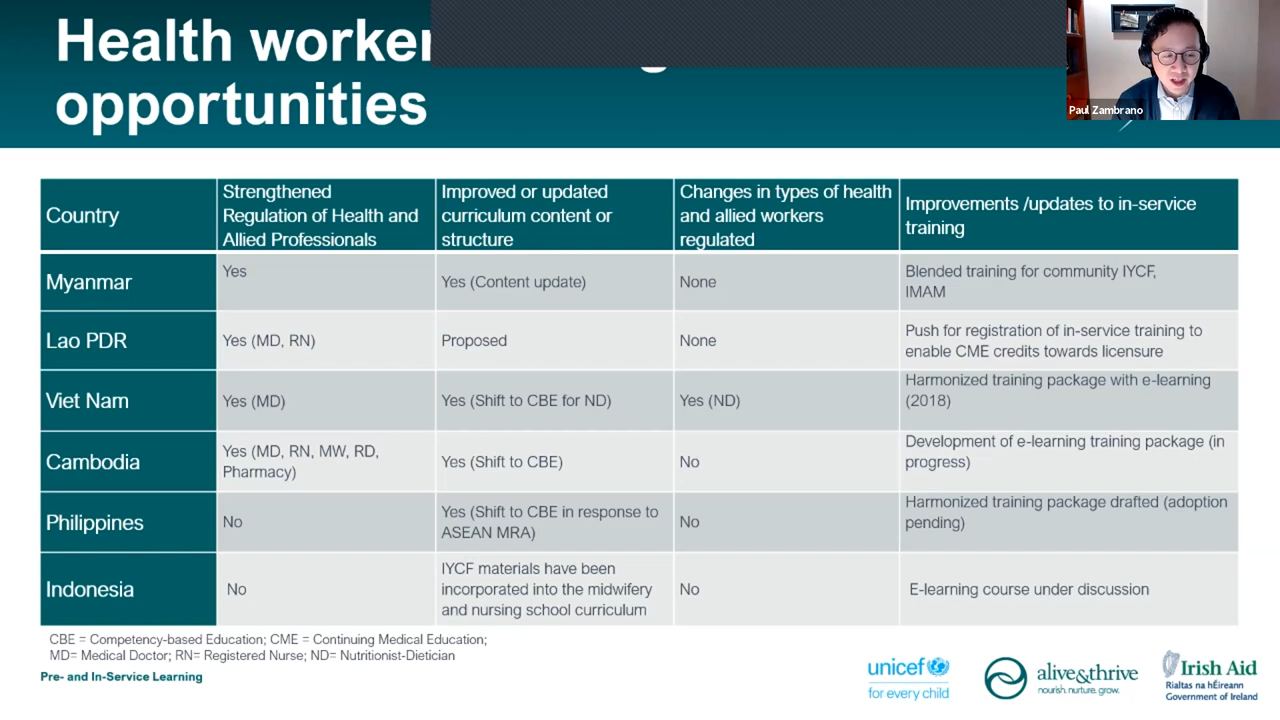 Health worker
opportunities
Paul Zambrano
Country
Strengthened
Regulation of Health and
Allied Professionals
Improved or updated
curriculum content or
structure
Changes in types of health
and allied workers
regulated
Improvements /updates to in-service
training
Myanmar
Yes
Yes (Content update)
None
Blended training for community IYCF,
IMAM
Lao PDR
Yes (MD, RN)
Proposed
None
Push for registration of in-service training to
enable CME credits towards licensure
Viet Nam
Yes (MD)
Yes (Shift to CBE for ND)
Yes (ND)
Harmonized training package with e-learning
(2018)
Cambodia
Yes (MD, RN, MW, RD,
Pharmacy)
Yes (Shift to CBE)
No
Development of e-learning training package (in
progress)
Philippines
No
Yes (Shift to CBE in response to
ASEAN MRA)
No
Harmonized training package drafted (adoption
pending)
Indonesia
No
IYCF materials have been
incorporated into the midwifery
and nursing school curriculum
No
E-learning course under discussion
CBE = Competency-based Education; CME = Continuing Medical Education;
MD= Medical Doctor; RN= Registered Nurse; ND= Nutritionist-Dietician
Pre- and In-Service Learning
unicef
for every child
alive&thrive
nourish. nurture. grow.
Irish Aid
Rialtas na hÉireann
Government of Ireland